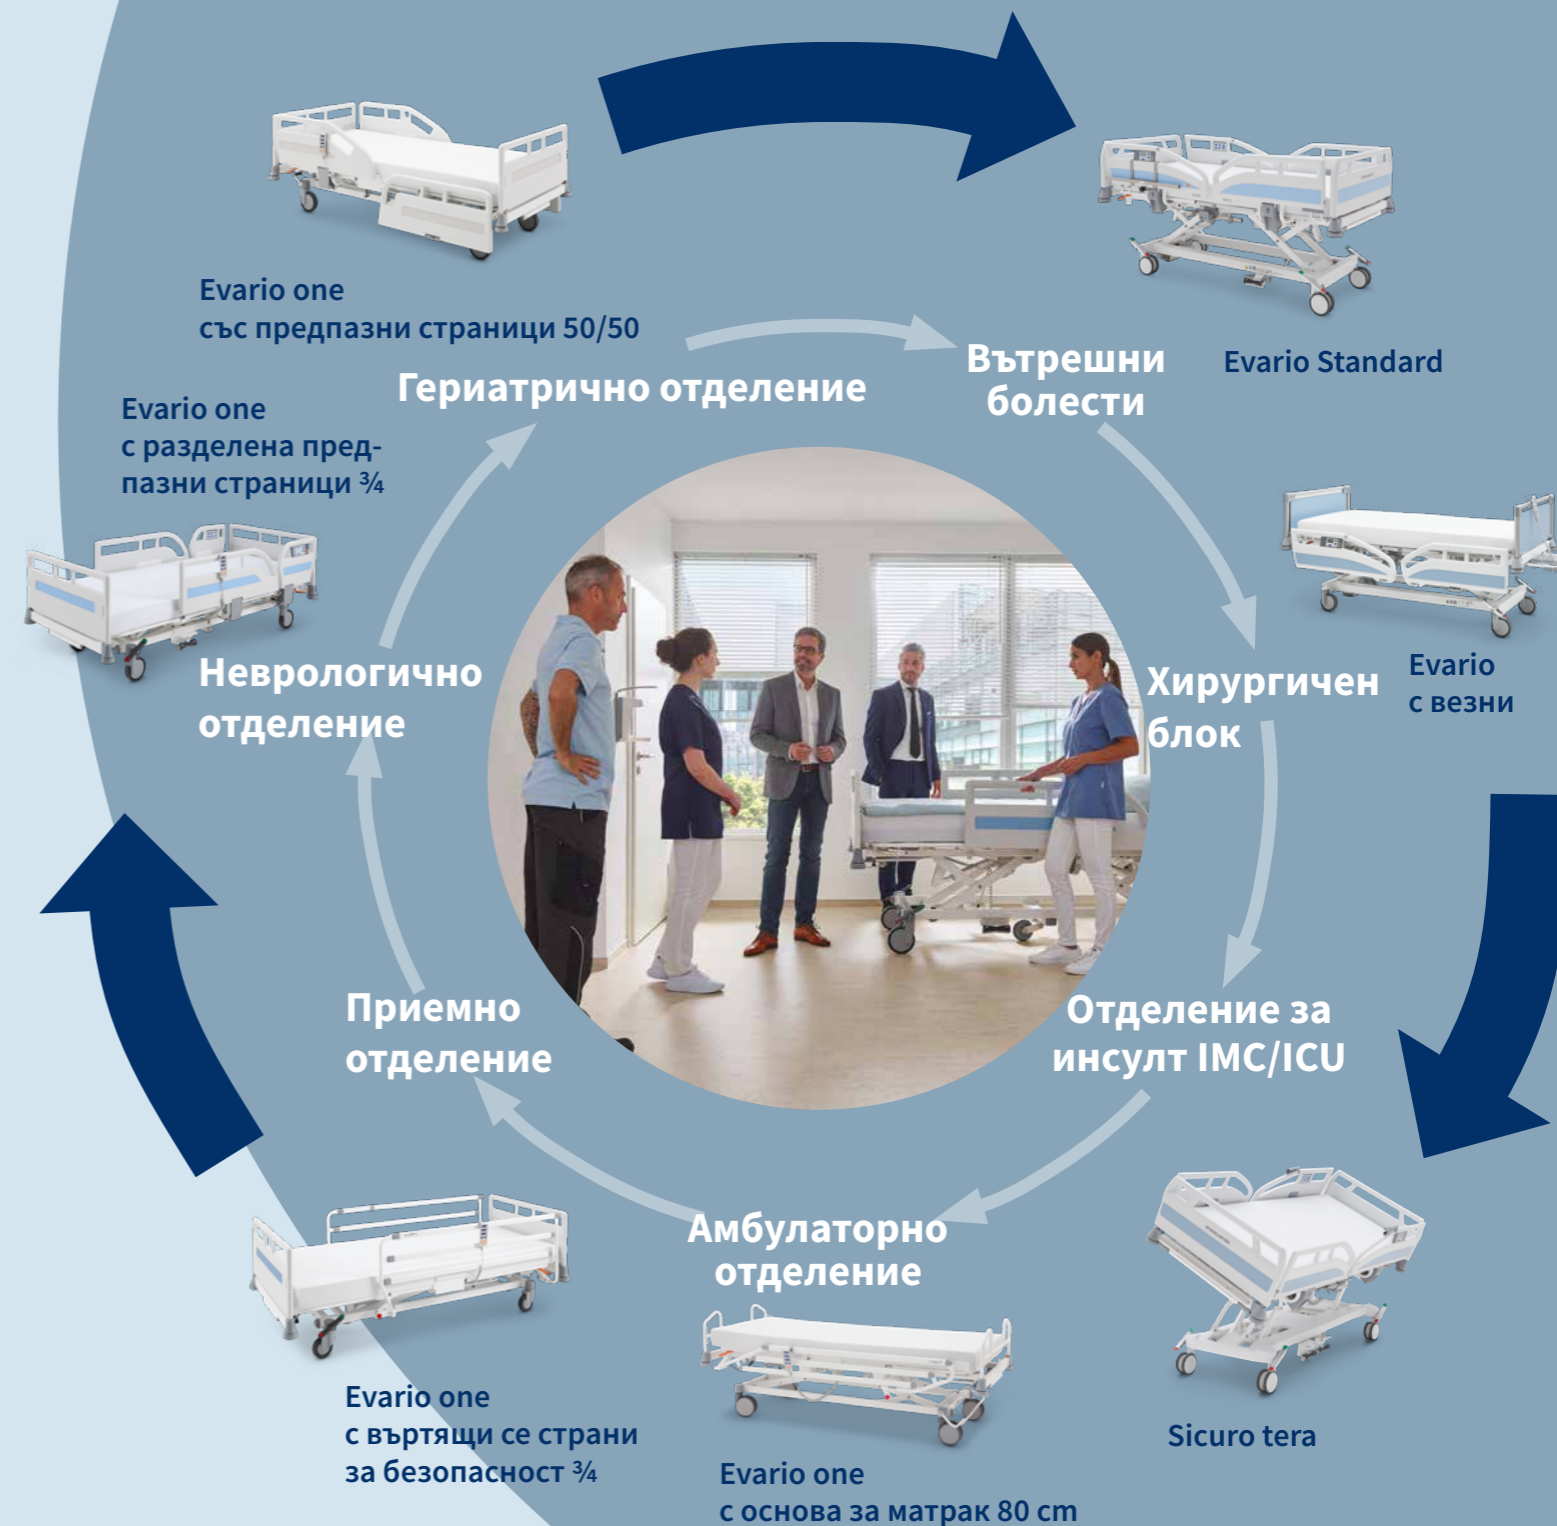 Evario one
със предпазни страници 50/50
Гериатрично отделение
Вътрешни
болести
Evario Standard
Evario one
с разделена пред-
пазни страници ¾
Неврологично
отделение
Хирургичен
блок
Evario
с везни
Приемно
отделение
Отделение за
инсулт IMC/ICU
Амбулаторно
отделение
Evario one
с въртящи се страни
за безопасност ¾
Evario one
с основа за матрак 80 cm
Sicuro tera